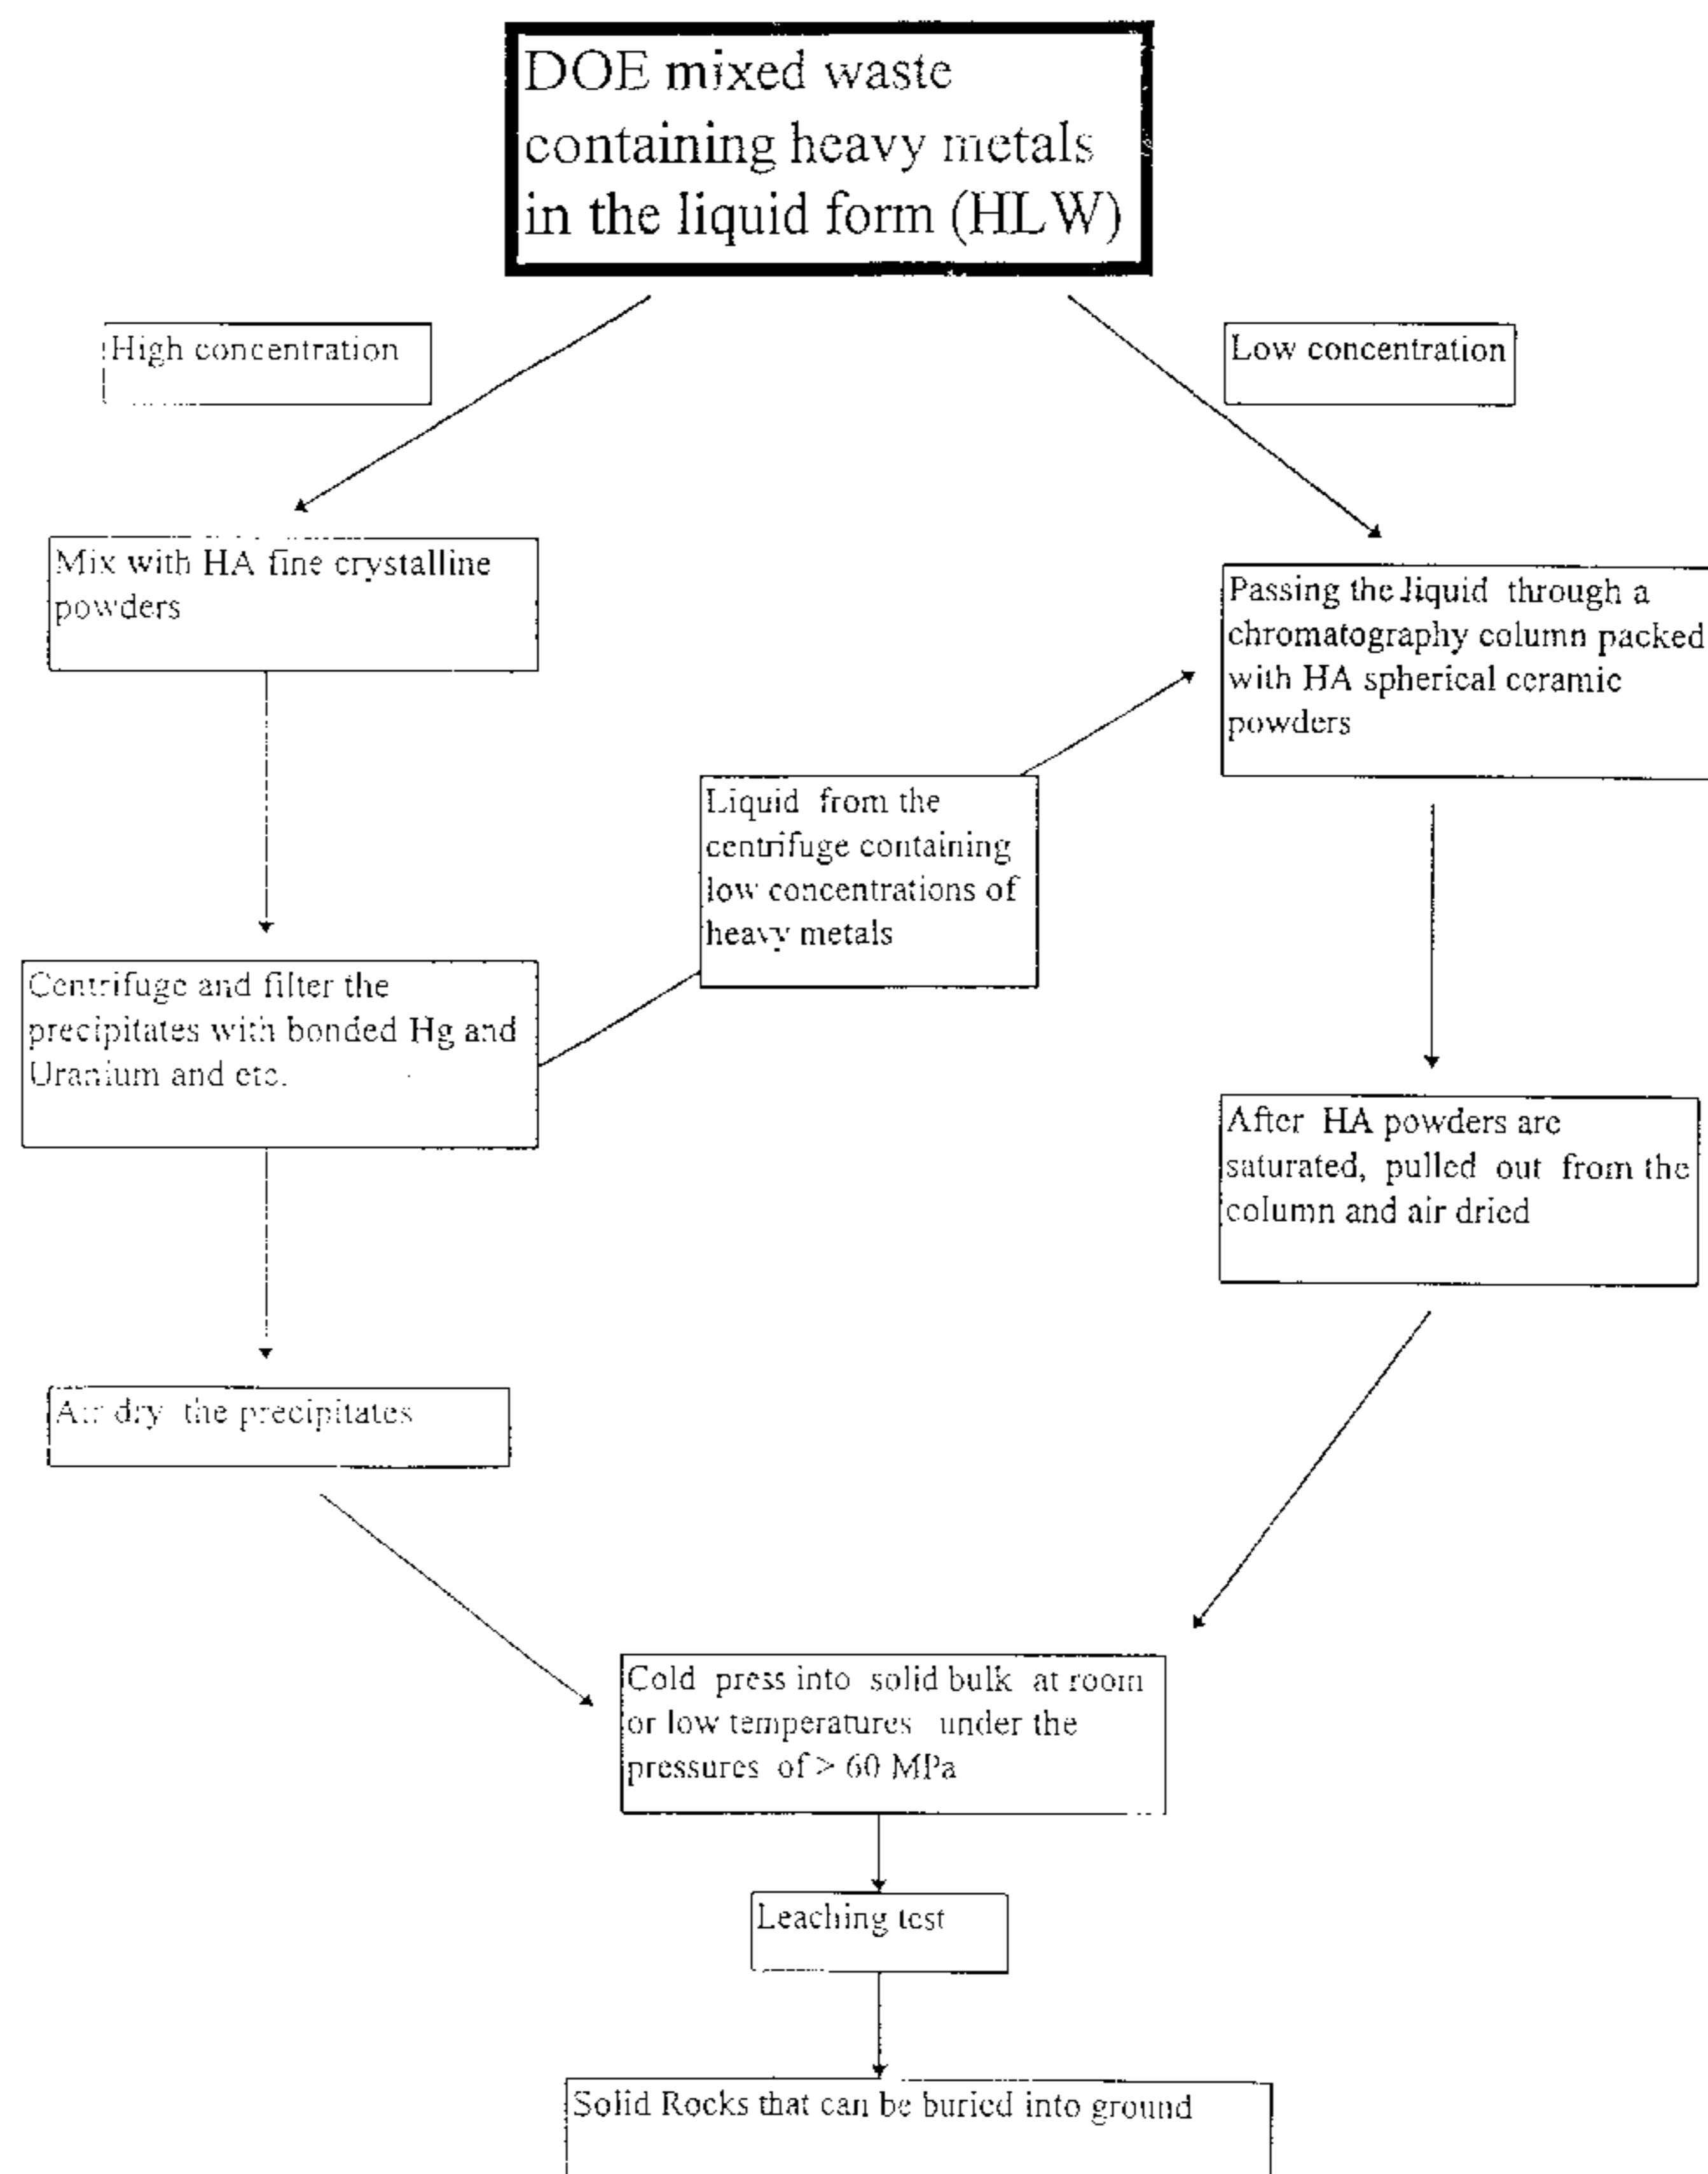 DOE mixed waste
containing heavy metals
in the liquid form (HLW)
High concentration
Low concentration
Mix with HA fine crystalline
powders
Passing the liquid through a
chromatography column packed
with HA spherical ceramic
powders
Liquid from the
centrifuge containing
low concentrations of
heavy metals
Centrifuge and filter the
precipitates with bonded Hg and
Uranium and etc.
After HA powders are
saturated, pulled out from the
column and air dried
Air dry the precipitates
Cold press into solid bulk at room
or low temperatures under the
pressures of > 60 MPa
Leaching test
Solid Rocks that can be buried into ground